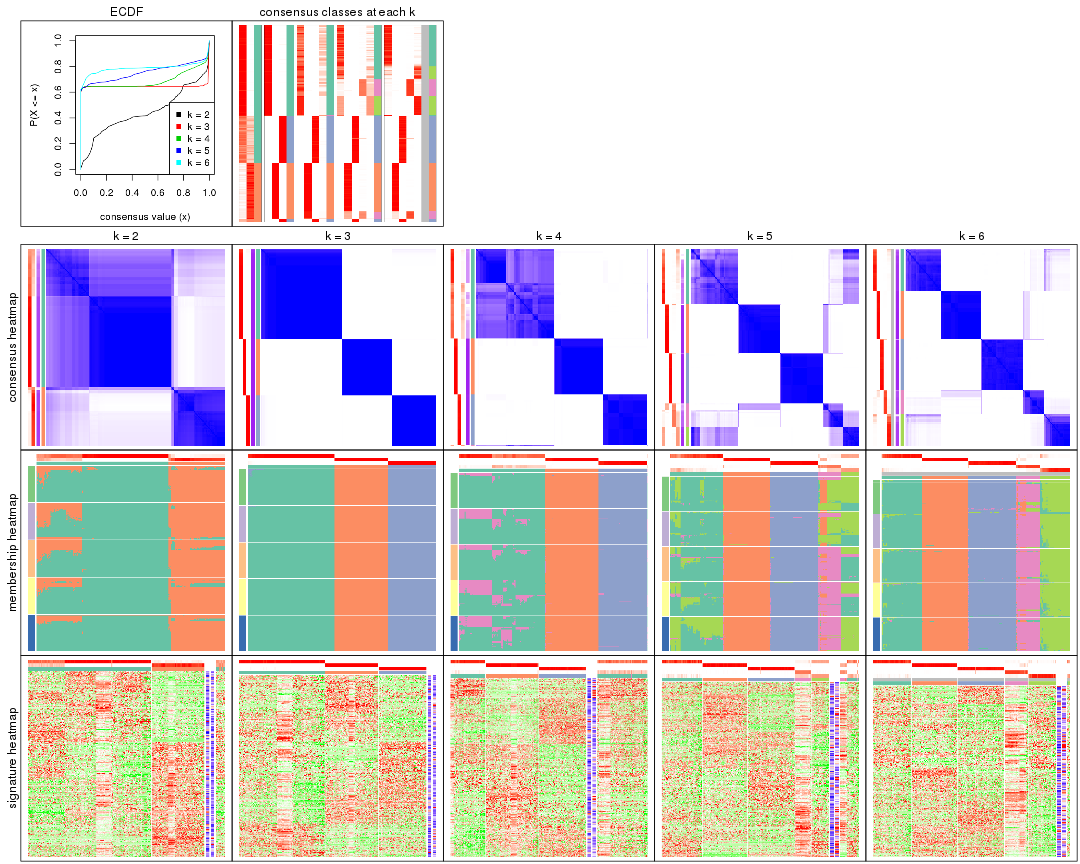 ECDF
consensus classes at each k
P(X <= x)
0.0 0.2 0.4 0.6 0.8 1.0
k = 2
k = 3
k = 4
k = 5
k = 6
0.0 0.2 0.4 0.6 0.8 1.0
consensus value (x)
k = 2 k = 3 k = 4 k = 5 k = 6
consensus heatmap
membership heatmap
signature heatmap